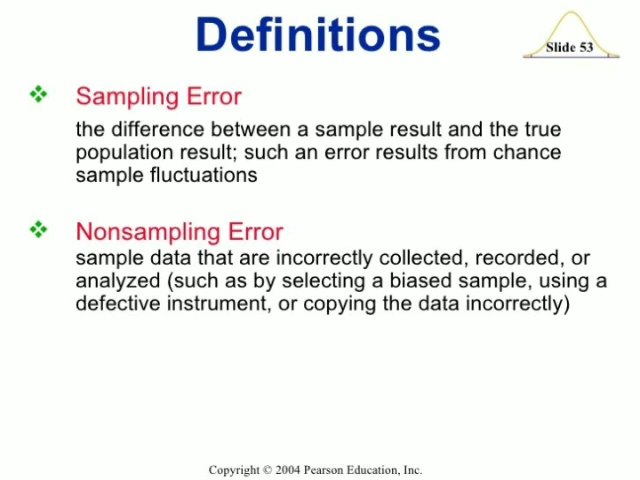 Definitions
Slide 53
Sampling Error
the difference between a sample result and the true
population result; such an error results from chance
sample fluctuations
Nonsampling Error
sample data that are incorrectly collected, recorded, or
analyzed (such as by selecting a biased sample, using a
defective instrument, or copying the data incorrectly)
Copyright © 2004 Pearson Education, Inc.